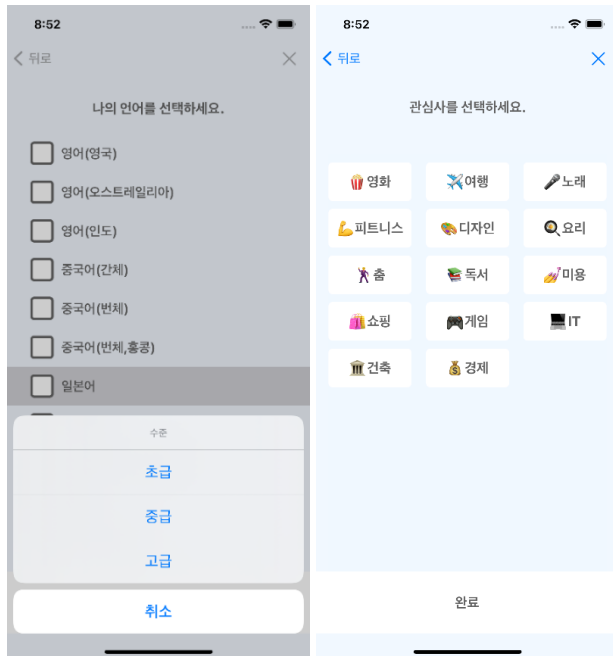 8:52
뒤로
나의 언어를 선택하세요.
영어(영국)
영어(오스트레일리아)
영어(인도)
중국어(간체)
중국어(번체)
중국어(번체,홍콩)
일본어
수준
초급
중급
고급
취소
8:52
뒤로
관심사를 선택하세요.
🍿영화 ✈️여행 🎤노래
💪피트니스 🎨디자인 🍳요리
🕺춤 📚독서 💅미용
🛍️쇼핑 🎮게임 💻IT
🏛️건축 💰경제
완료